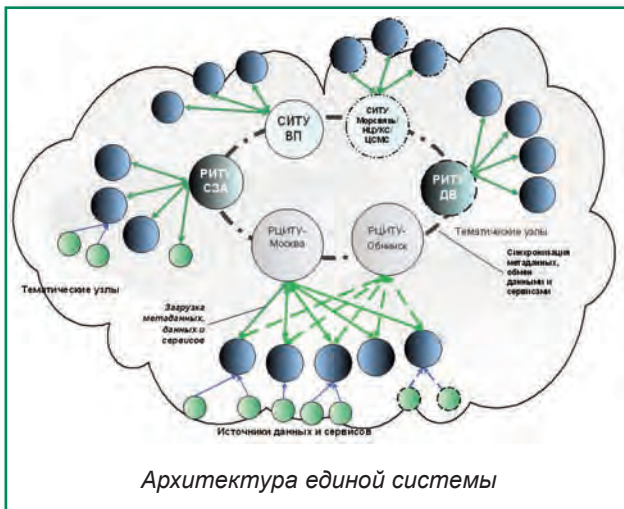 СИТУ
ВП
СИТУ
Морсвязь/
НЦУКС/
ЦСМС
РИТУ
СЗА
РИТУ
ДВ
РЦИТУ-
Москва
РЦИТУ-
Обнинск
Тематические узлы
Синхронизация
метаданных,
обмен
данными и
сервисами
Тематические узлы
Загрузка
метаданных,
данных и
сервисов
Источники данных и сервисов
Архитектура единой системы